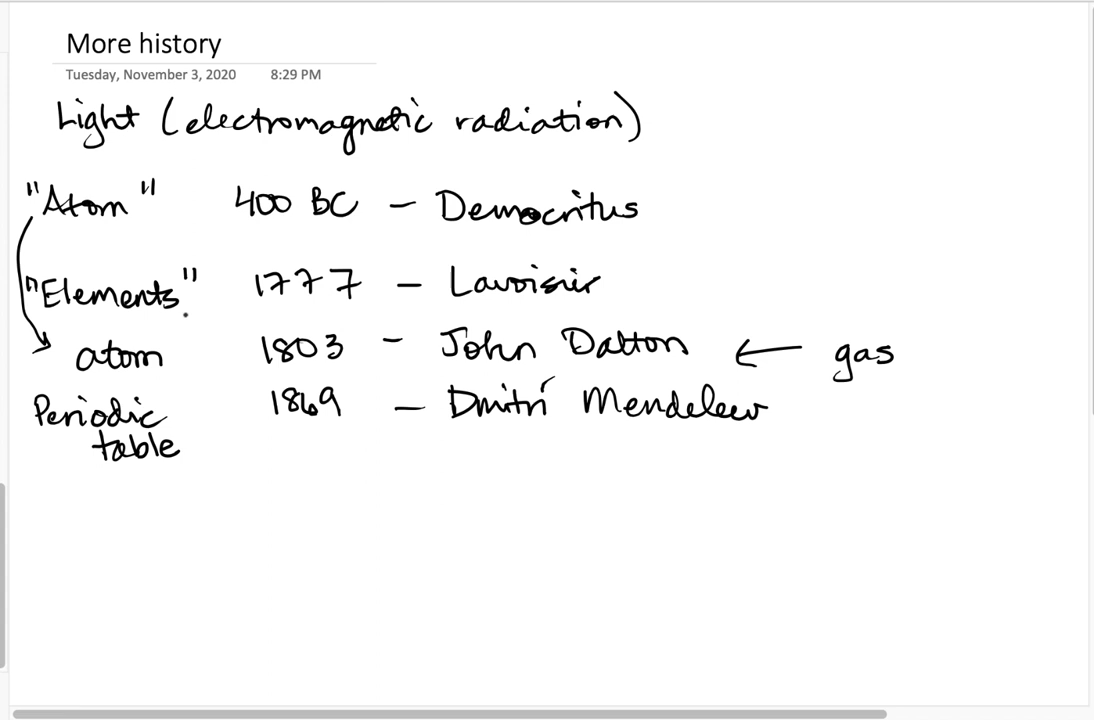 More history
Tuesday, November 3, 2020 8:29 PM
Light (electromagnetic radiation)
"Atom" 400 BC - Democritus
"Elements" 1777 - Lavoisier
atom 1803 - John Dalton ← gas
Periodic 1869 - Dmitri Mendeleev
table